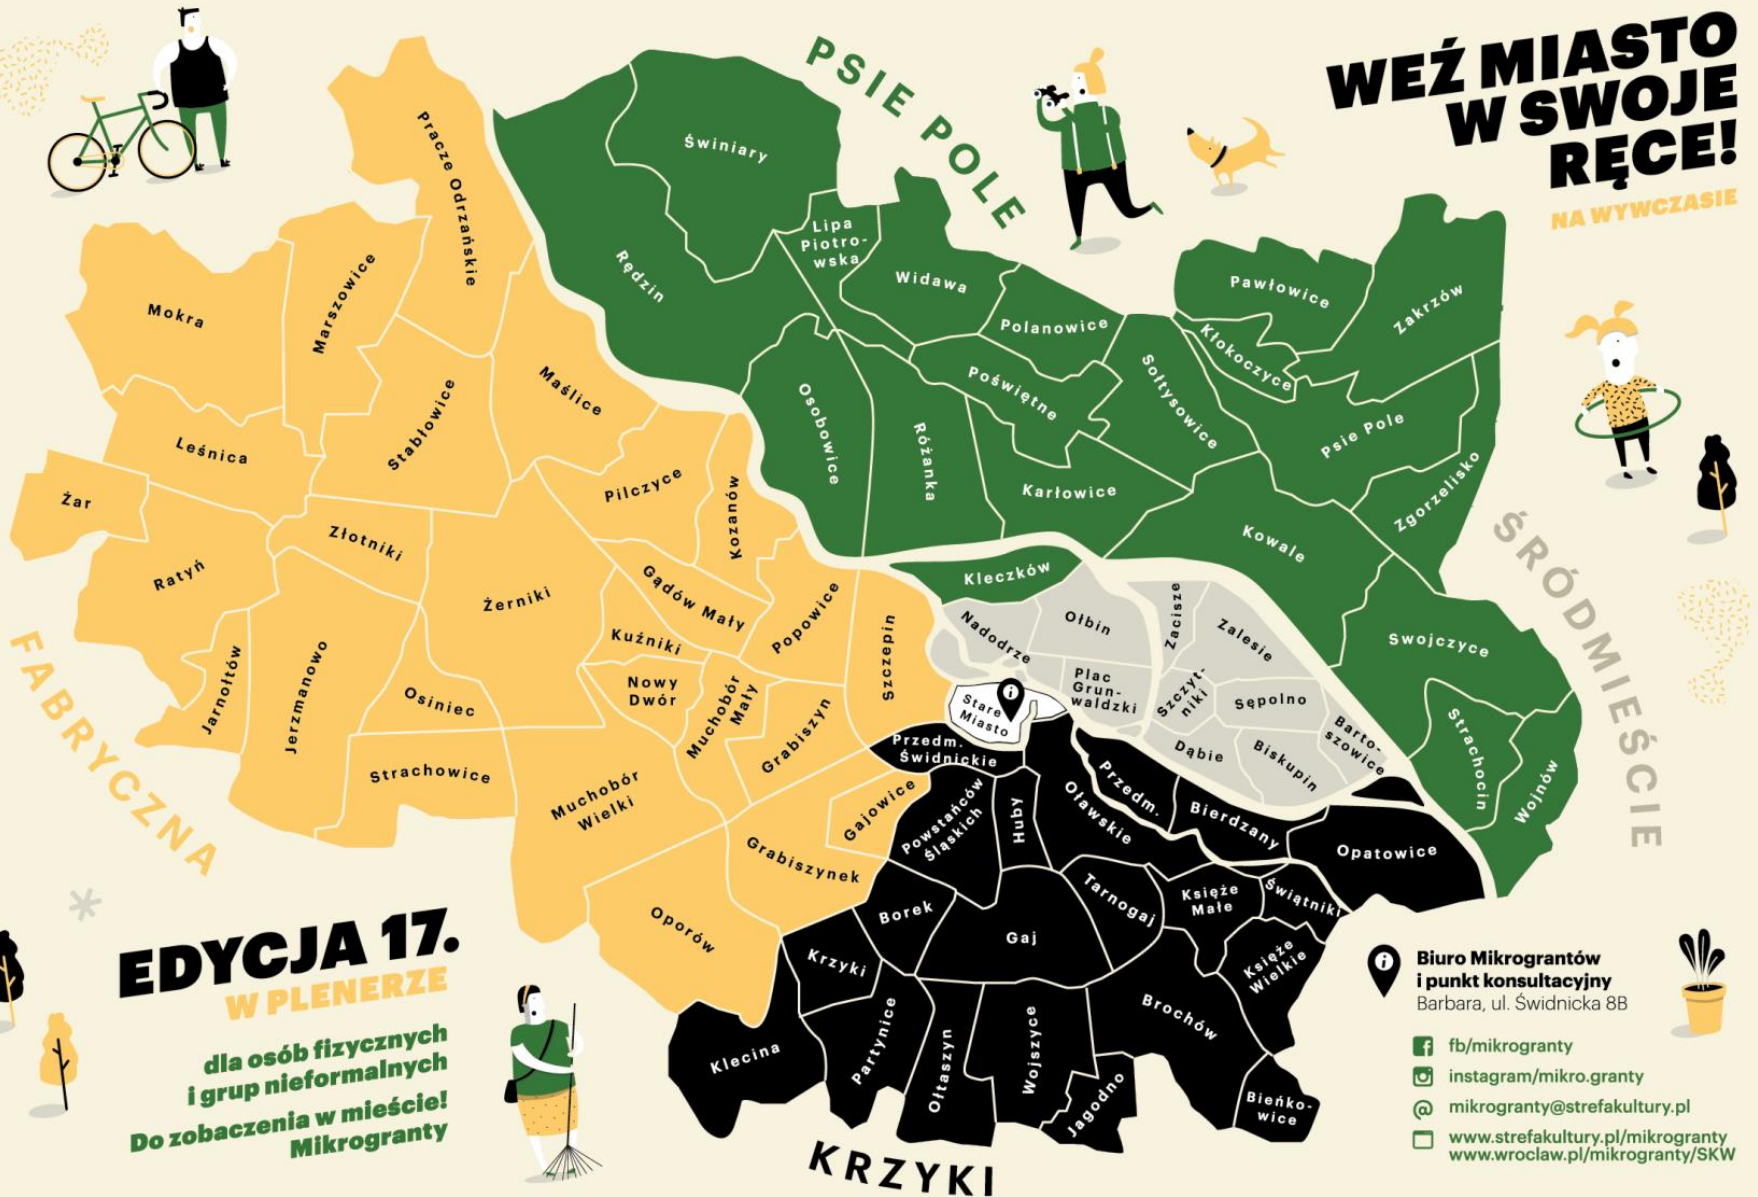 PSIE POLE
WEŹ MIASTO
W SWOJE
RĘCE!
NA WYWCZASIE
Pracze Odrzańskie
Świniary
Rędzin
Lipa
Piotro-
wska
Widawa
Polanowice
Pawłowice
Zakrzów
Kłokoczyce
Mokra
Marszowice
Stabłowice
Maślice
Osobowice
Różanka
Poświętne
Sołtysowice
Psie Pole
Zgorzelisko
Karłowice
Kowale
Leśnica
Żar
Złotniki
Ratyń
Pilczyce
Kozanów
Żerniki
Gądów Mały
Popowice
Kuźniki
Nowy
Dwór
Szczepin
Kleczków
Nadodrze
Ołbin
Zacisze
Zalesie
Swojczyce
ŚRÓDMIEŚCIE
FABRYCZNA
Jarnołtów
Jerzmanowo
Osiniec
Strachowice
Muchobór
Mały
Grabiszyn
Muchobór
Wielki
Stare
Miasto
Plac
Grun-
waldzki
Szczyt-
niki
Sępolno
Barto-
szowice
Dąbie
Biskupin
Strachocin
Wojnów
Przedm.
Świdnickie
Gajowice
Grabiszynek
Oporów
Powstańców
Śląskich
Huby
Przedm.
Oławskie
Bierdzany
Opatowice
Borek
Gaj
Tarnogaj
Księże
Małe
Świątniki
Księże
Wielkie
Krzyki
Klecina
Partynice
Ołtaszyn
Wojszyce
Jagodno
Brochów
Bieńko-
wice
KRZYKI
EDYCJA 17.
W PLENERZE
dla osób fizycznych
i grup nieformalnych
Do zobaczenia w mieście!
Mikrogranty
Biuro Mikrograntów
i punkt konsultacyjny
Barbara, ul. Świdnicka 8B
fb/mikrogranty
instagram/mikro.granty
mikrogranty@strefakultury.pl
www.strefakultury.pl/mikrogranty
www.wroclaw.pl/mikrogranty/SKW